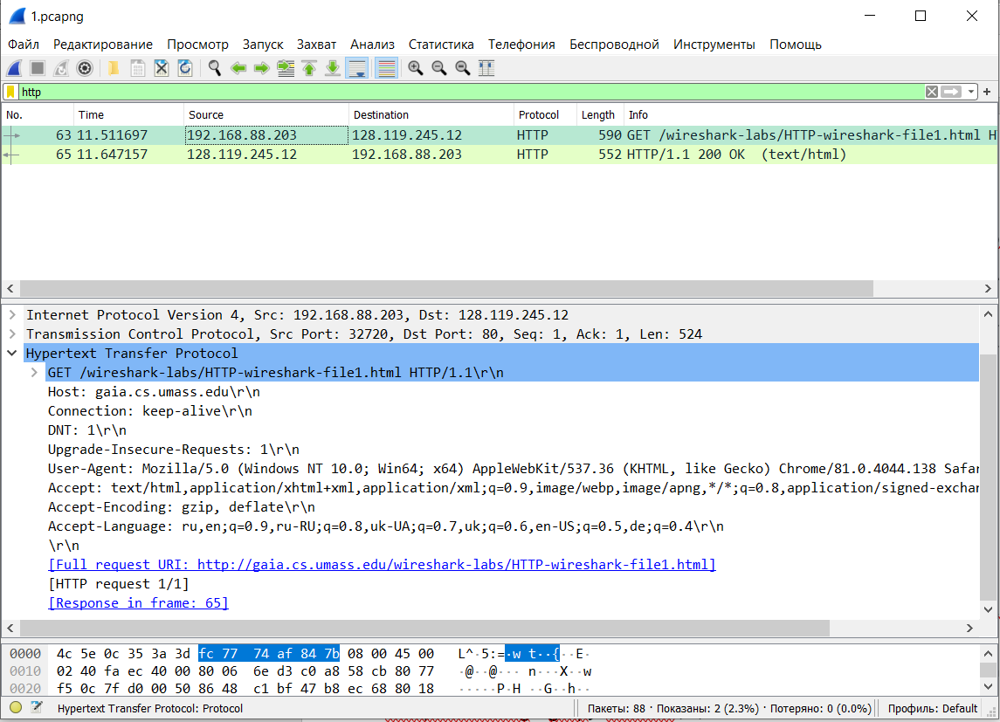 1.pcapng
Файл Редактирование Просмотр Запуск Захват Анализ Статистика Телефония Беспроводной Инструменты Помощь
http
No. Time Source Destination Protocol Length Info
63 11.511697 192.168.88.203 128.119.245.12 HTTP 590 GET /wireshark-labs/HTTP-wireshark-file1.html H
65 11.647157 128.119.245.12 192.168.88.203 HTTP 552 HTTP/1.1 200 OK (text/html)
Internet Protocol Version 4, Src: 192.168.88.203, Dst: 128.119.245.12
Transmission Control Protocol, Src Port: 32720, Dst Port: 80, Seq: 1, Ack: 1, Len: 524
Hypertext Transfer Protocol
GET /wireshark-labs/HTTP-wireshark-file1.html HTTP/1.1\r\n
Host: gaia.cs.umass.edu\r\n
Connection: keep-alive\r\n
DNT: 1\r\n
Upgrade-Insecure-Requests: 1\r\n
User-Agent: Mozilla/5.0 (Windows NT 10.0; Win64; x64) AppleWebKit/537.36 (KHTML, like Gecko) Chrome/81.0.4044.138 Safar
Accept: text/html,application/xhtml+xml,application/xml;q=0.9,image/webp,image/apng,*/*;q=0.8,application/signed-exchan
Accept-Encoding: gzip, deflate\r\n
Accept-Language: ru,en;q=0.9,ru-RU;q=0.8,uk-UA;q=0.7,uk;q=0.6,en-US;q=0.5,de;q=0.4\r\n
\r\n
[Full request URI: http://gaia.cs.umass.edu/wireshark-labs/HTTP-wireshark-file1.html]
[HTTP request 1/1]
[Response in frame: 65]
0000 4c 5e 0c 35 3a 3d fc 77 74 af 84 7b 08 00 45 00 L^·5:=·w t··{··E·
0010 02 40 fa ec 40 00 80 06 6e d3 c0 a8 58 cb 80 77 ·@··@··· n···X··w
0020 f5 0c 7f d0 00 50 86 48 c1 bf 47 b8 ec 68 80 18 ·····P·H ··G··h··
Hypertext Transfer Protocol: Protocol Пакеты: 88 · Показаны: 2 (2.3%) · Потеряно: 0 (0.0%) Профиль: Default